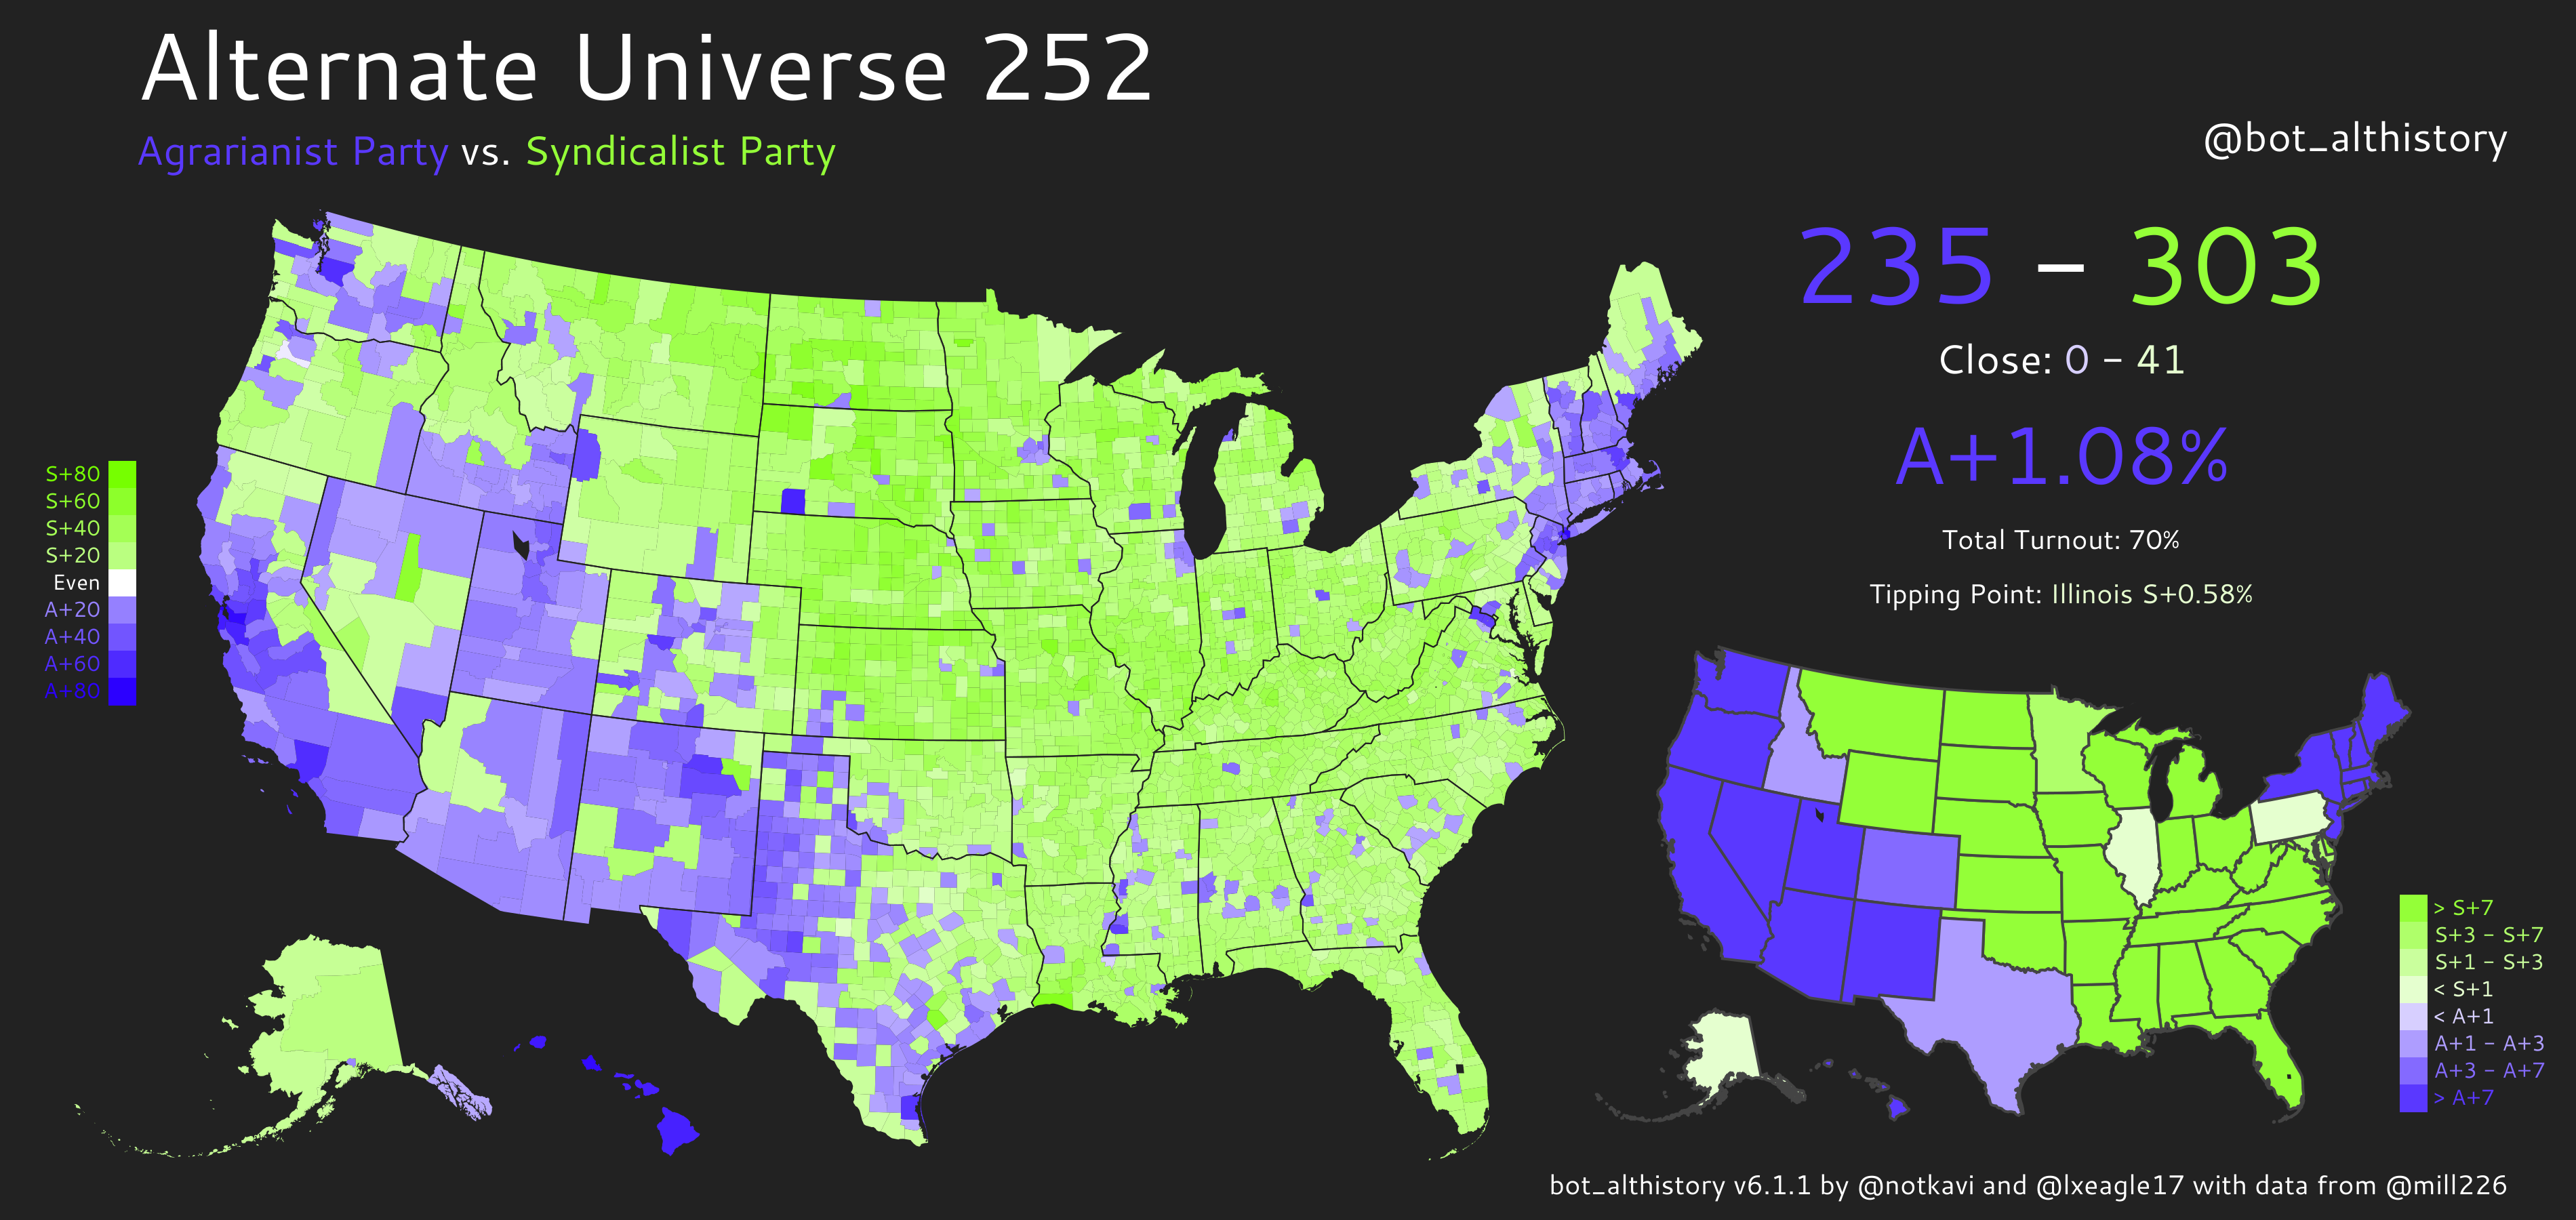 Alternate Universe 252
Agrarianist Party vs. Syndicalist Party
@bot_althistory
235 – 303
Close: 0 – 41
A+1.08%
Total Turnout: 70%
Tipping Point: Illinois S+0.58%
S+80
S+60
S+40
S+20
Even
A+20
A+40
A+60
A+80
> S+7
S+3 – S+7
S+1 – S+3
< S+1
< A+1
A+1 – A+3
A+3 – A+7
> A+7
bot_althistory v6.1.1 by @notkavi and @lxeagle17 with data from @mill226